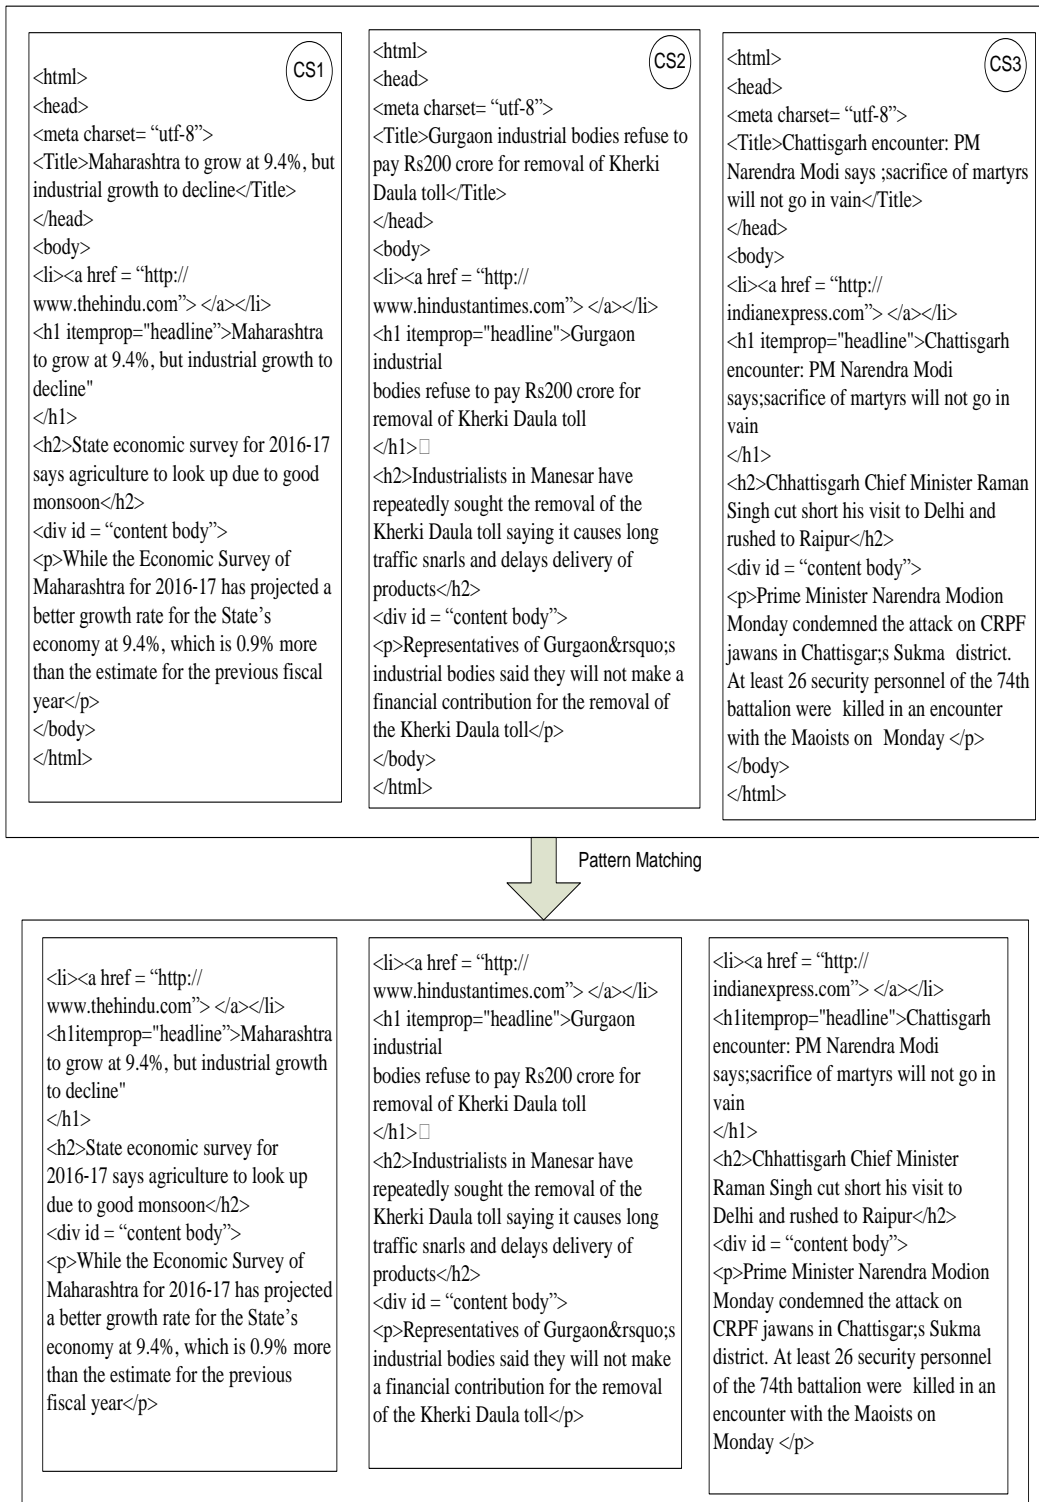 CS1
<html>
<head>
<meta charset= “utf-8”>
<Title>Maharashtra to grow at 9.4%, but
industrial growth to decline</Title>
</head>
<body>
<li><a href = “http://
www.thehindu.com”> </a></li>
<h1 itemprop="headline”>Maharashtra
to grow at 9.4%, but industrial growth to
decline"
</h1>
<h2>State economic survey for 2016-17
says agriculture to look up due to good
monsoon</h2>
<div id = “content body”>
<p>While the Economic Survey of
Maharashtra for 2016-17 has projected a
better growth rate for the State’s
economy at 9.4%, which is 0.9% more
than the estimate for the previous fiscal
year</p>
</body>
</html>
CS2
<html>
<head>
<meta charset= “utf-8”>
<Title>Gurgaon industrial bodies refuse to
pay Rs200 crore for removal of Kherki
Daula toll</Title>
</head>
<body>
<li><a href = “http://
www.hindustantimes.com”> </a></li>
<h1 itemprop="headline">Gurgaon
industrial
bodies refuse to pay Rs200 crore for
removal of Kherki Daula toll
</h1>□
<h2>Industrialists in Manesar have
repeatedly sought the removal of the
Kherki Daula toll saying it causes long
traffic snarls and delays delivery of
products</h2>
<div id = “content body”>
<p>Representatives of Gurgaon&rsquo;s
industrial bodies said they will not make a
financial contribution for the removal of
the Kherki Daula toll</p>
</body>
</html>
CS3
<html>
<head>
<meta charset= “utf-8”>
<Title>Chattisgarh encounter: PM
Narendra Modi says ;sacrifice of martyrs
will not go in vain</Title>
</head>
<body>
<li><a href = “http://
indianexpress.com”> </a></li>
<h1 itemprop="headline">Chattisgarh
encounter: PM Narendra Modi
says;sacrifice of martyrs will not go in
vain
</h1>
<h2>Chhattisgarh Chief Minister Raman
Singh cut short his visit to Delhi and
rushed to Raipur</h2>
<div id = “content body”>
<p>Prime Minister Narendra Modion
Monday condemned the attack on CRPF
jawans in Chattisgar;s Sukma district.
At least 26 security personnel of the 74th
battalion were killed in an encounter
with the Maoists on Monday </p>
</body>
</html>
Pattern Matching
<li><a href = “http://
www.thehindu.com”> </a></li>
<h1itemprop="headline”>Maharashtra
to grow at 9.4%, but industrial growth
to decline"
</h1>
<h2>State economic survey for
2016-17 says agriculture to look up
due to good monsoon</h2>
<div id = “content body”>
<p>While the Economic Survey of
Maharashtra for 2016-17 has projected
a better growth rate for the State’s
economy at 9.4%, which is 0.9% more
than the estimate for the previous
fiscal year</p>
<li><a href = “http://
www.hindustantimes.com”> </a></li>
<h1 itemprop="headline">Gurgaon
industrial
bodies refuse to pay Rs200 crore for
removal of Kherki Daula toll
</h1>□
<h2>Industrialists in Manesar have
repeatedly sought the removal of the
Kherki Daula toll saying it causes long
traffic snarls and delays delivery of
products</h2>
<div id = “content body”>
<p>Representatives of Gurgaon&rsquo;s
industrial bodies said they will not make
a financial contribution for the removal
of the Kherki Daula toll</p>
<li><a href = “http://
indianexpress.com”> </a></li>
<h1itemprop="headline">Chattisgarh
encounter: PM Narendra Modi
says;sacrifice of martyrs will not go in
vain
</h1>
<h2>Chhattisgarh Chief Minister
Raman Singh cut short his visit to
Delhi and rushed to Raipur</h2>
<div id = “content body”>
<p>Prime Minister Narendra Modion
Monday condemned the attack on
CRPF jawans in Chattisgar;s Sukma
district. At least 26 security personnel
of the 74th battalion were killed in an
encounter with the Maoists on
Monday </p>